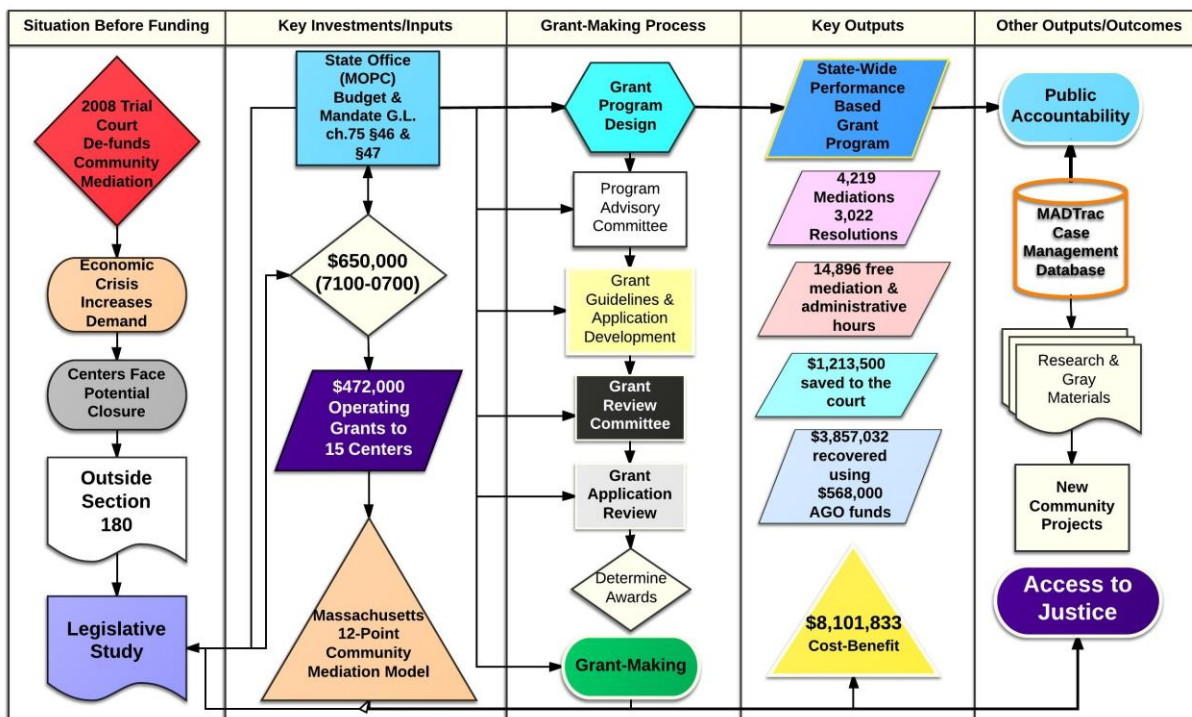 Situation Before Funding
Key Investments/Inputs
Grant-Making Process
Key Outputs
Other Outputs/Outcomes
2008 Trial
Court
De-funds
Community
Mediation
Economic
Crisis
Increases
Demand
Centers Face
Potential
Closure
Outside
Section
180
Legislative
Study
State Office
(MOPC)
Budget &
Mandate G.L.
ch.75 §46 &
§47
$650,000
(7100-0700)
$472,000
Operating
Grants to
15 Centers
Massachusetts
12-Point
Community
Mediation Model
Grant
Program
Design
Program
Advisory
Committee
Grant
Guidelines &
Application
Development
Grant
Review
Committee
Grant
Application
Review
Determine
Awards
Grant-Making
State-Wide
Performance
Based
Grant
Program
4,219
Mediations
3,022
Resolutions
14,896 free
mediation &
administrative
hours
$1,213,500
saved to the
court
$3,857,032
recovered
using
$568,000
AGO funds
$8,101,833
Cost-Benefit
Public
Accountability
MADTrac
Case
Management
Database
Research &
Gray
Materials
New
Community
Projects
Access to
Justice